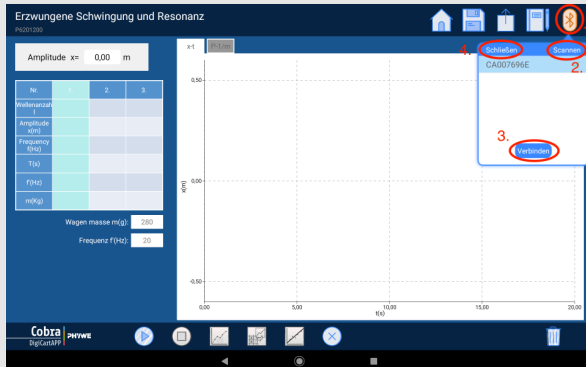 Erzwungene Schwingung und Resonanz
P6201200
Amplitude x= 0,00 m
x-t
4. Schließen Scannen
CA007696E 2.
3.
Verbinden
Nr. 1 2. 3.
Wellenanzahl
Amplitude x(m)
Frequency f(Hz)
T(s)
f'(Hz)
m(Kg)
Wagen masse m(g): 280
Frequenz f'(Hz): 20
x(m)
0,50
0,00
-0,50
0,00 5,00 10,00 15,00 20,00
t(s)
Cobra PHYWE
DigiCartAPP